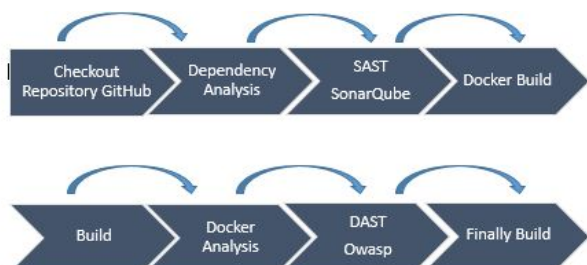 Checkout
Repository GitHub
Dependency
Analysis
SAST
SonarQube
Docker Build
Build
Docker
Analysis
DAST
Owasp
Finally Build